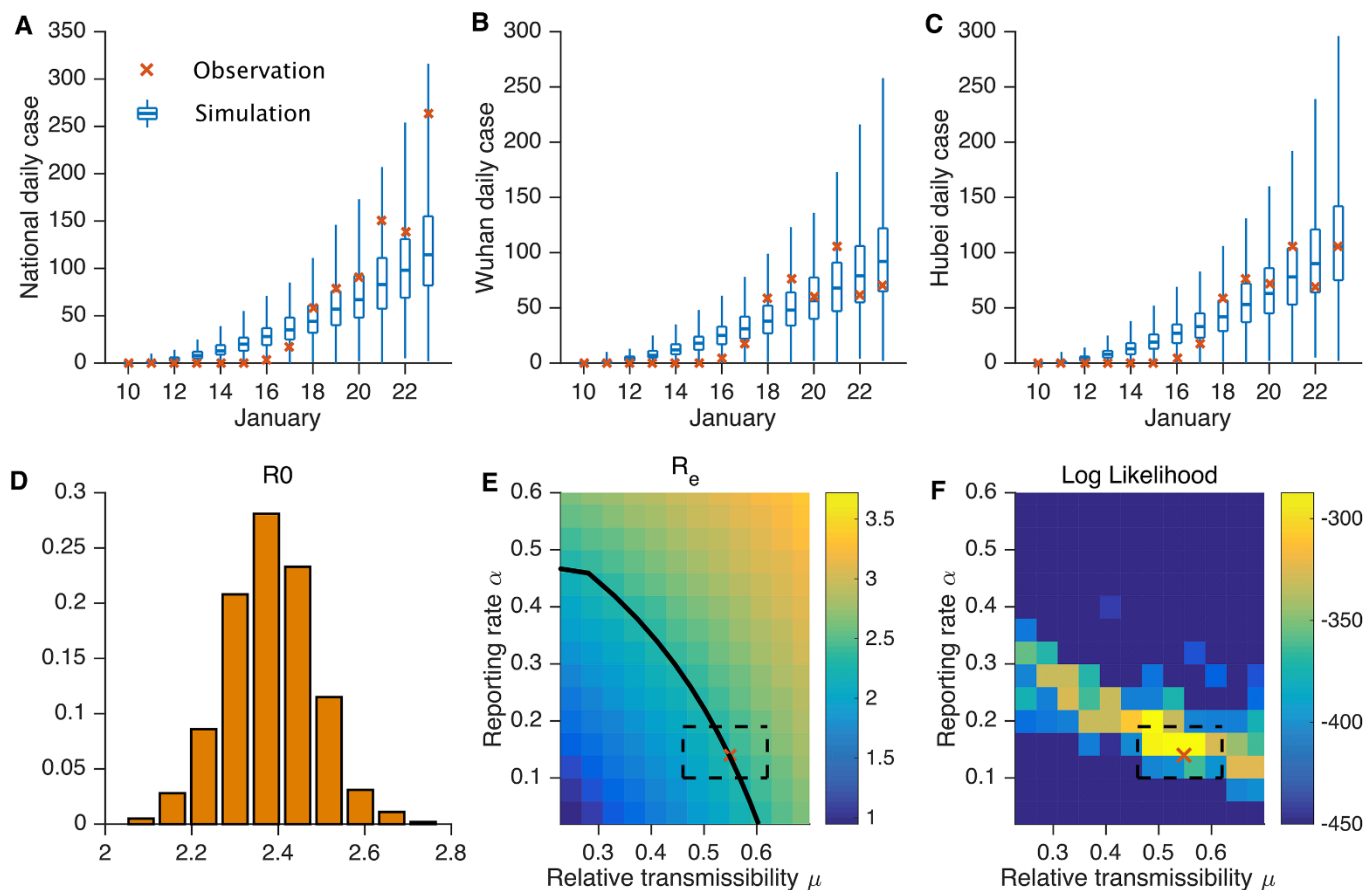 A
National daily case
350
300
250
200
150
100
50
0
Observation
Simulation
10 12 14 16 18 20 22
January
B
Wuhan daily case
300
250
200
150
100
50
0
10 12 14 16 18 20 22
January
C
Hubei daily case
300
250
200
150
100
50
0
10 12 14 16 18 20 22
January
D
R0
0.3
0.25
0.2
0.15
0.1
0.05
0
2 2.2 2.4 2.6 2.8
E
Re
Reporting rate α
0.6
0.5
0.4
0.3
0.2
0.1
0.3 0.4 0.5 0.6
Relative transmissibility μ
3.5
3
2.5
2
1.5
1
F
Log Likelihood
Reporting rate α
0.6
0.5
0.4
0.3
0.2
0.1
0.3 0.4 0.5 0.6
Relative transmissibility μ
-300
-350
-400
-450